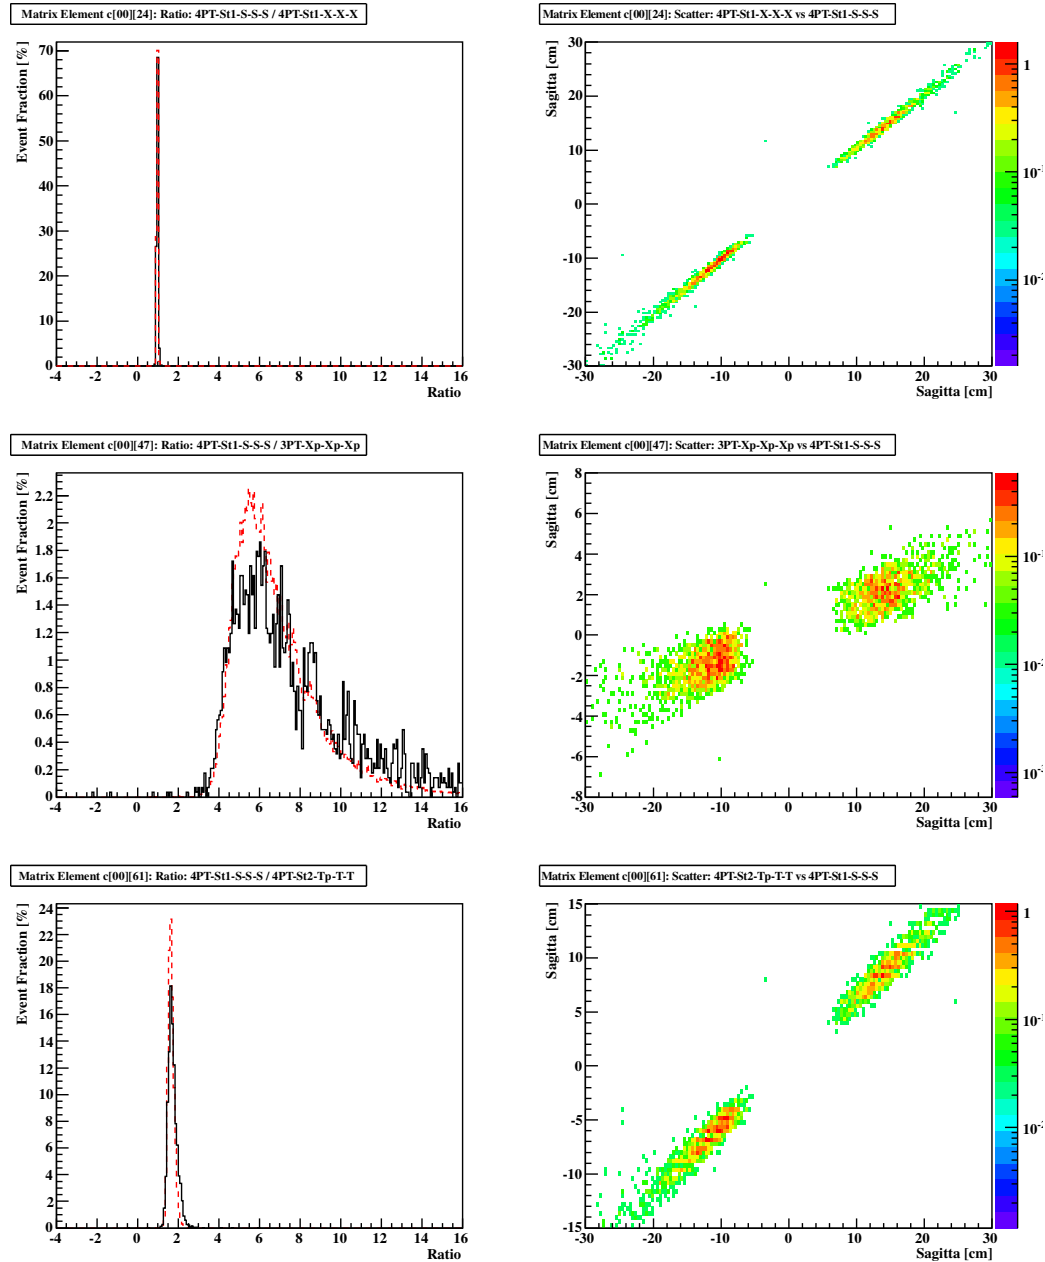 Matrix Element c[00][24]: Ratio: 4PT-St1-S-S-S / 4PT-St1-X-X-X
Event Fraction [%]
70
60
50
40
30
20
10
0
-4 -2 0 2 4 6 8 10 12 14 16
Ratio
Matrix Element c[00][24]: Scatter: 4PT-St1-X-X-X vs 4PT-St1-S-S-S
Sagitta [cm]
30
20
10
0
-10
-20
-30
-30 -20 -10 0 10 20 30
Sagitta [cm]
1
Matrix Element c[00][47]: Ratio: 4PT-St1-S-S-S / 3PT-Xp-Xp-Xp
Event Fraction [%]
2.2
2
1.8
1.6
1.4
1.2
1
0.8
0.6
0.4
0.2
0
-4 -2 0 2 4 6 8 10 12 14 16
Ratio
Matrix Element c[00][47]: Scatter: 3PT-Xp-Xp-Xp vs 4PT-St1-S-S-S
Sagitta [cm]
8
6
4
2
0
-2
-4
-6
-8
-30 -20 -10 0 10 20 30
Sagitta [cm]
Matrix Element c[00][61]: Ratio: 4PT-St1-S-S-S / 4PT-St2-Tp-T-T
Event Fraction [%]
24
22
20
18
16
14
12
10
8
6
4
2
0
-4 -2 0 2 4 6 8 10 12 14 16
Ratio
Matrix Element c[00][61]: Scatter: 4PT-St2-Tp-T-T vs 4PT-St1-S-S-S
Sagitta [cm]
15
10
5
0
-5
-10
-15
-30 -20 -10 0 10 20 30
Sagitta [cm]
1